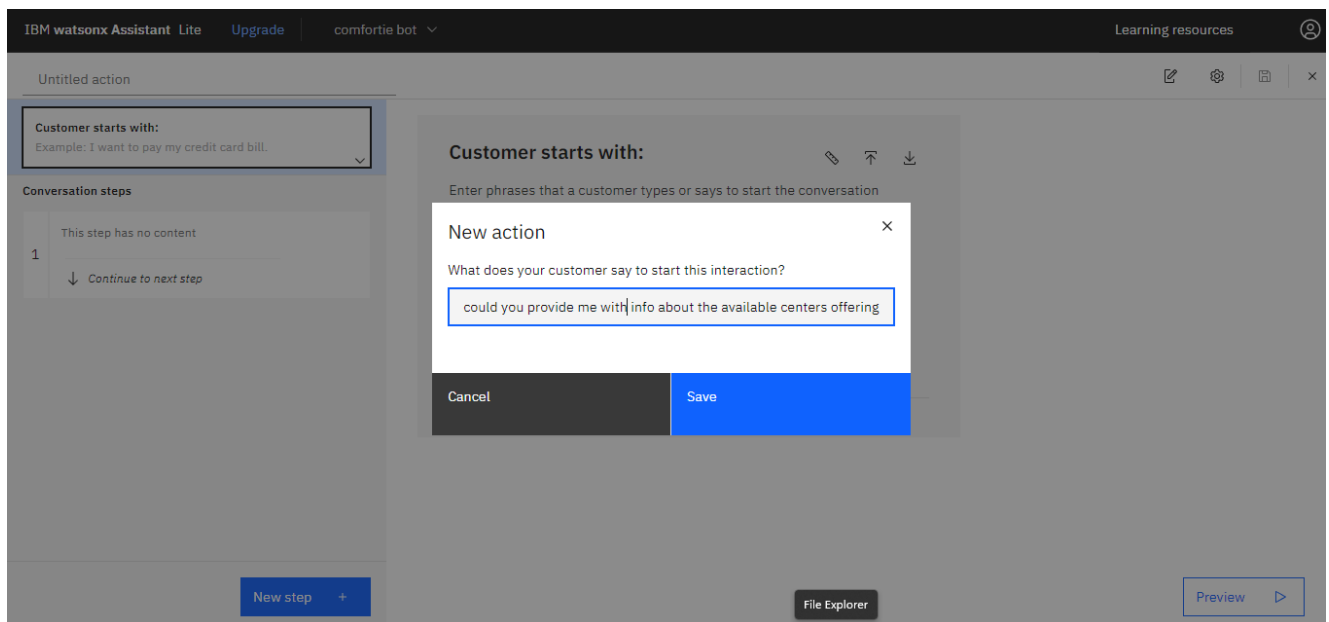 IBM watsonx Assistant Lite Upgrade comfortie bot Learning resources
Untitled action
Customer starts with:
Example: I want to pay my credit card bill.
Conversation steps
1
This step has no content
Continue to next step
New step +
Customer starts with:
Enter phrases that a customer types or says to start the conversation
New action
What does your customer say to start this interaction?
could you provide me with info about the available centers offering
Cancel
Save
File Explorer
Preview